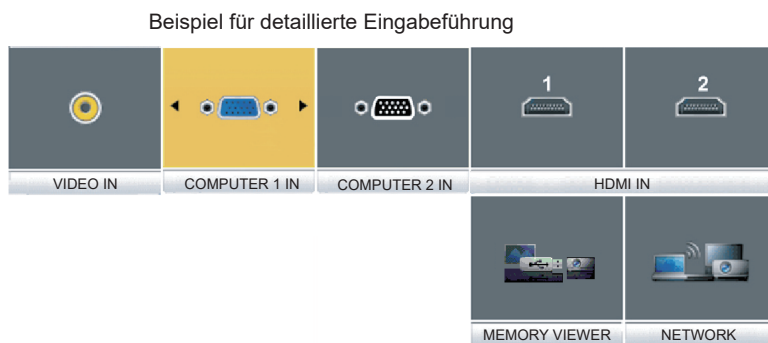 Beispiel für detaillierte Eingabeführung
1 2
VIDEO IN COMPUTER 1 IN COMPUTER 2 IN HDMI IN
MEMORY VIEWER NETWORK